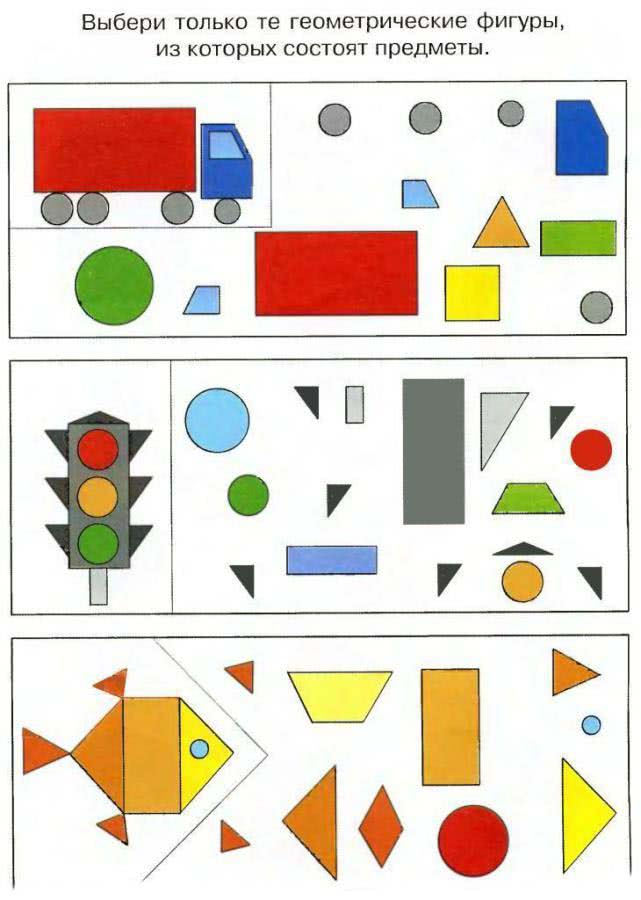 Выбери только те геометрические фигуры,
из которых состоят предметы.